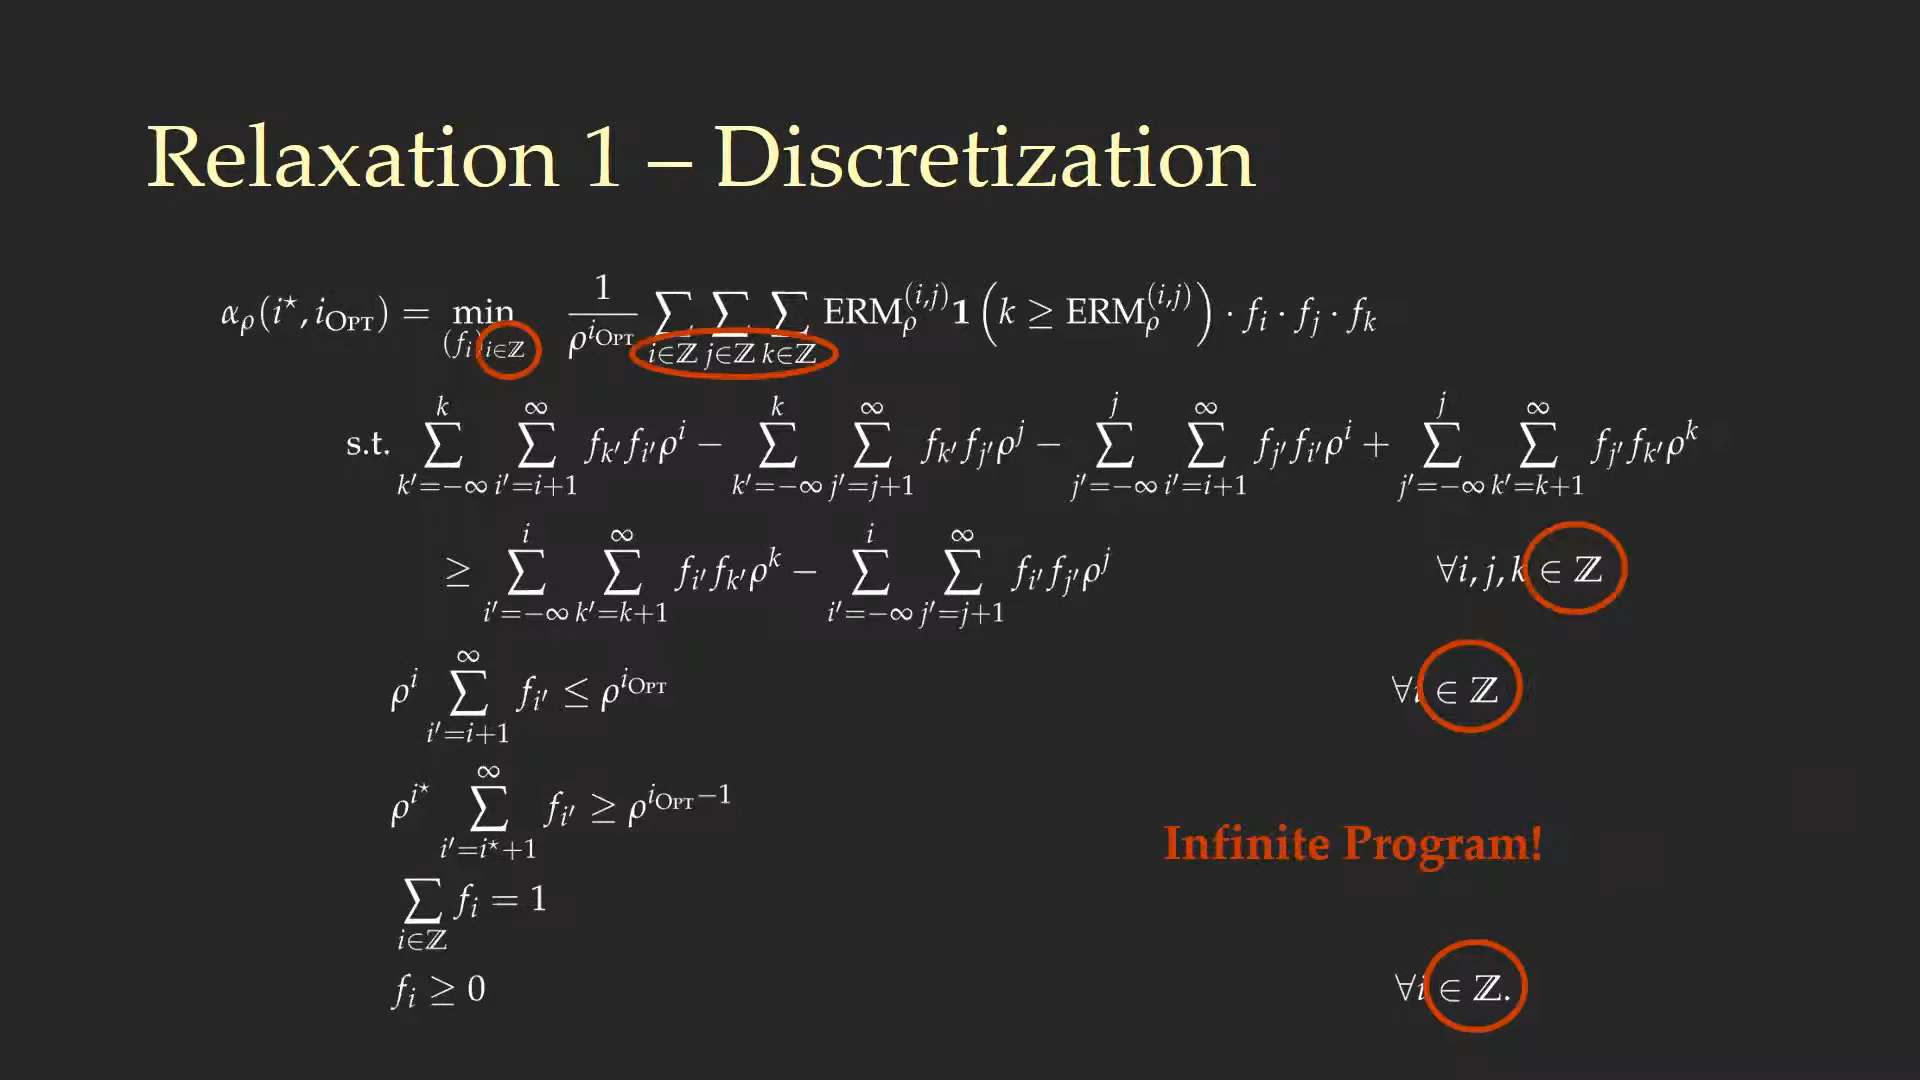 Relaxation 1 – Discretization
α_ρ(i⋆, i_OPT) = min_{(f_i)_{i∈ℤ}} 1/ρ^{i_OPT} ∑_{i∈ℤ} ∑_{j∈ℤ} ∑_{k∈ℤ} ERM_ρ^{(i,j)} 𝟏 (k ≥ ERM_ρ^{(i,j)}) · f_i · f_j · f_k
s.t. ∑_{k′=−∞}^{k} ∑_{i′=i+1}^{∞} f_{k′} f_{i′} ρ^i − ∑_{k′=−∞}^{k} ∑_{j′=j+1}^{∞} f_{k′} f_{j′} ρ^j − ∑_{j′=−∞}^{j} ∑_{i′=i+1}^{∞} f_{j′} f_{i′} ρ^i + ∑_{j′=−∞}^{j} ∑_{k′=k+1}^{∞} f_{j′} f_{k′} ρ^k
≥ ∑_{i′=−∞}^{i} ∑_{k′=k+1}^{∞} f_{i′} f_{k′} ρ^k − ∑_{i′=−∞}^{i} ∑_{j′=j+1}^{∞} f_{i′} f_{j′} ρ^j ∀i, j, k ∈ ℤ
ρ^i ∑_{i′=i+1}^{∞} f_{i′} ≤ ρ^{i_OPT} ∀i ∈ ℤ
ρ^{i⋆} ∑_{i′=i⋆+1}^{∞} f_{i′} ≥ ρ^{i_OPT−1}
Infinite Program!
∑_{i∈ℤ} f_i = 1
f_i ≥ 0 ∀i ∈ ℤ.